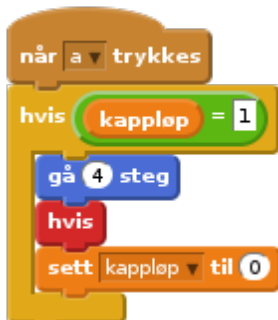 når a trykkes
hvis kappløp = 1
gå 4 steg
hvis
sett kappløp til 0